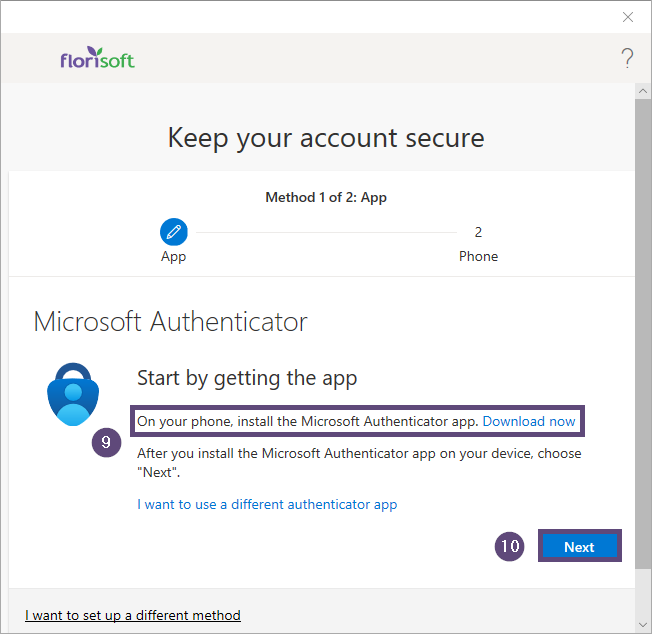 florisoft
?
Keep your account secure
Method 1 of 2: App
2
App
Phone
Microsoft Authenticator
Start by getting the app
On your phone, install the Microsoft Authenticator app. Download now
9
After you install the Microsoft Authenticator app on your device, choose
"Next".
I want to use a different authenticator app
10
Next
I want to set up a different method